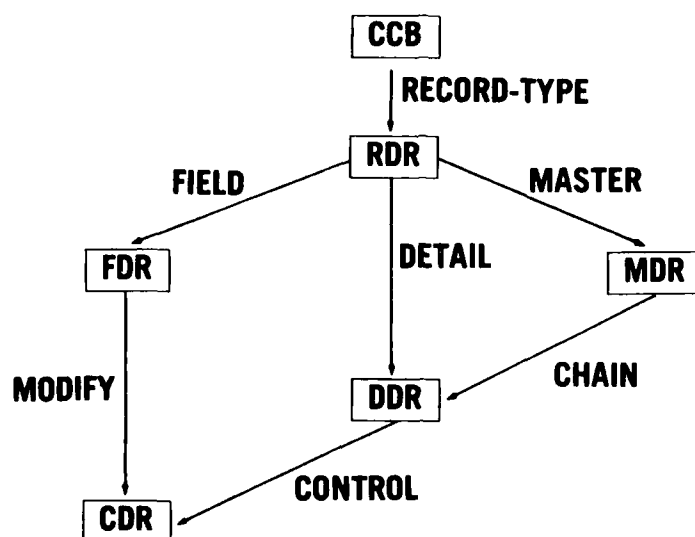 CCB
RECORD-TYPE
RDR
FIELD
MASTER
DETAIL
FDR
MDR
MODIFY
CHAIN
DDR
CONTROL
CDR